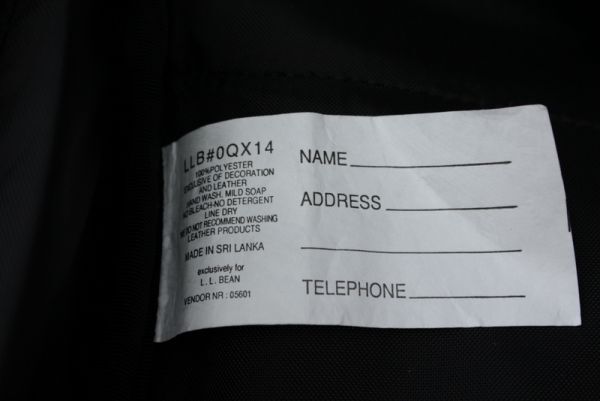 LLB#0QX14
100%POLYESTER
EXCLUSIVE OF DECORATION
AND LEATHER
HAND WASH. MILD SOAP
NO BLEACH-NO DETERGENT
LINE DRY
WE DO NOT RECOMMEND WASHING
LEATHER PRODUCTS
MADE IN SRI LANKA
exclusively for
L. L. BEAN
VENDOR NR : 05601
NAME
ADDRESS
TELEPHONE